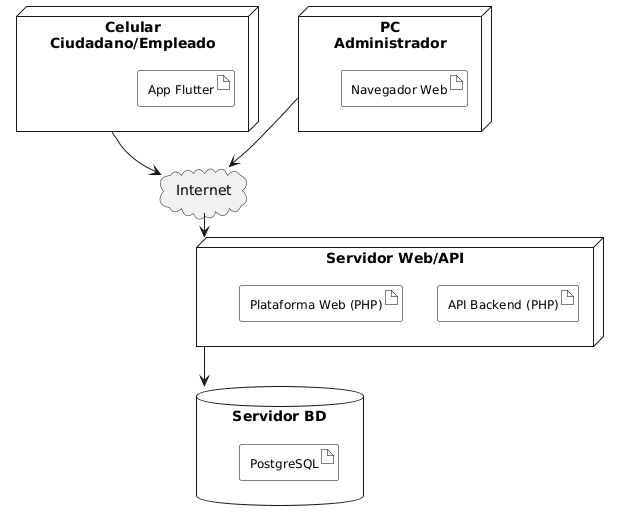 Celular
Ciudadano/Empleado
App Flutter
PC
Administrador
Navegador Web
Internet
Servidor Web/API
Plataforma Web (PHP)
API Backend (PHP)
Servidor BD
PostgreSQL